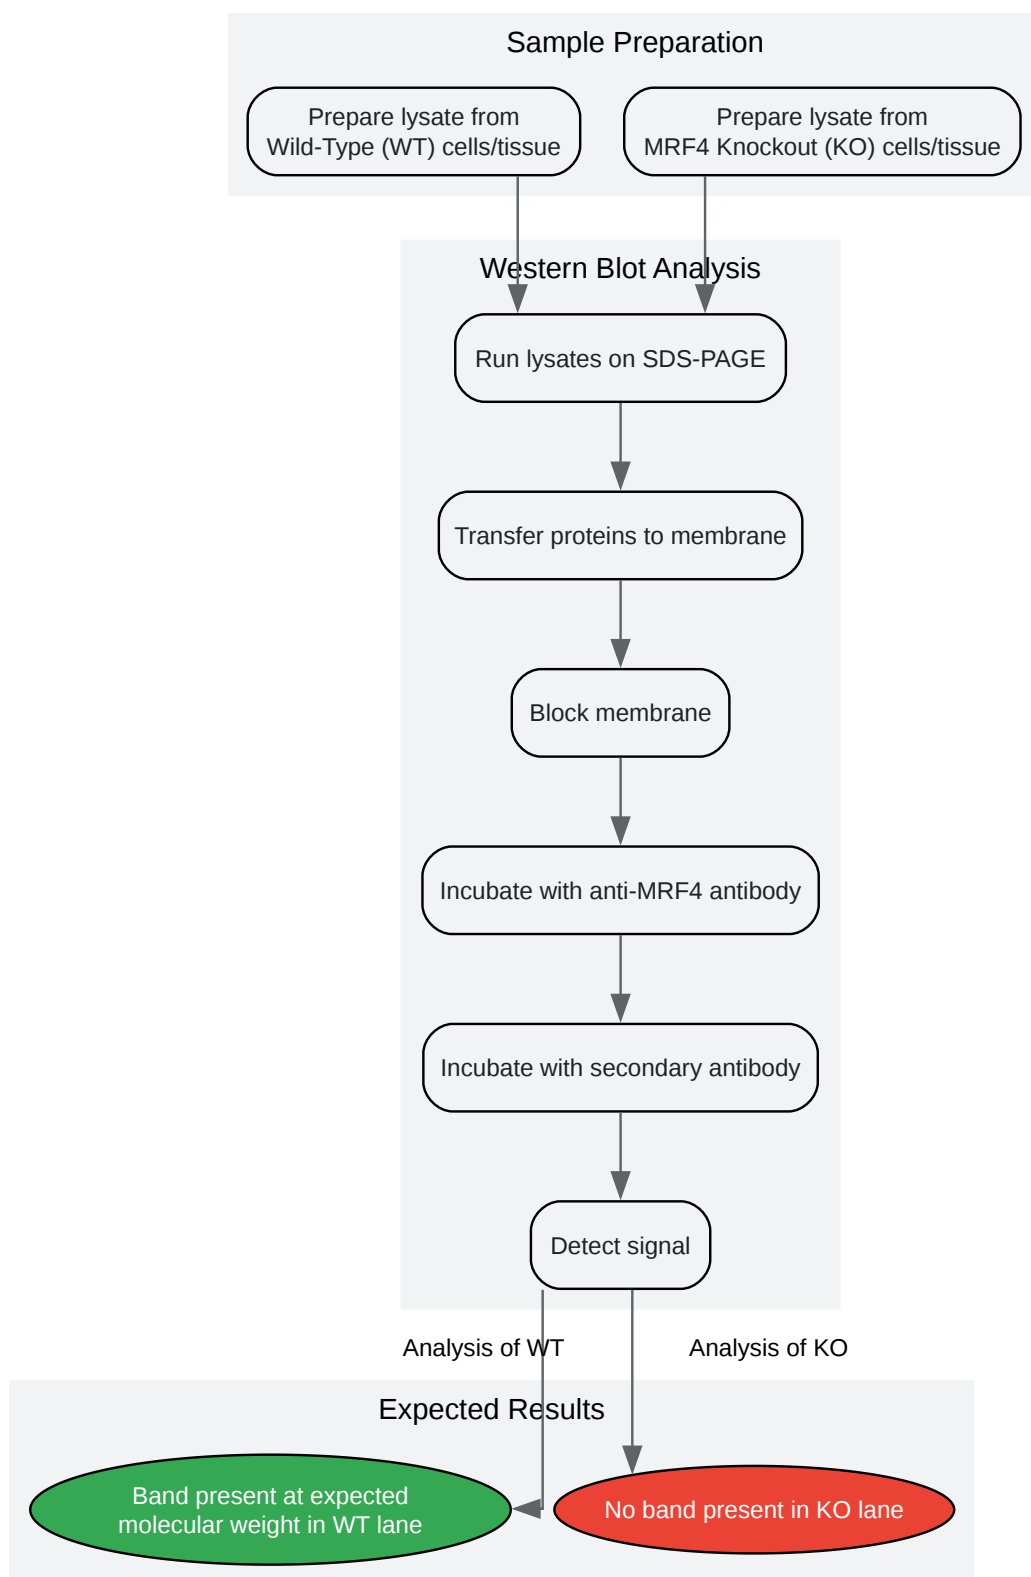 Sample Preparation
Prepare lysate from
Wild-Type (WT) cells/tissue
Prepare lysate from
MRF4 Knockout (KO) cells/tissue
Western Blot Analysis
Run lysates on SDS-PAGE
Transfer proteins to membrane
Block membrane
Incubate with anti-MRF4 antibody
Incubate with secondary antibody
Detect signal
Analysis of WT
Analysis of KO
Expected Results
Band present at expected
molecular weight in WT lane
No band present in KO lane